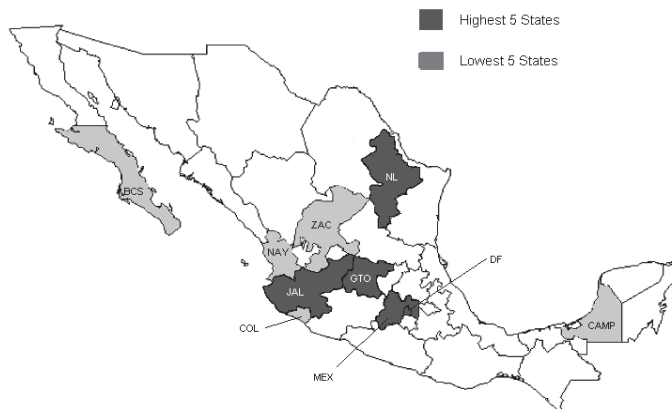 Highest 5 States
Lowest 5 States
NL
BCS
ZAC
NAY
DF
GTO
JAL
COL
CAMP
MEX